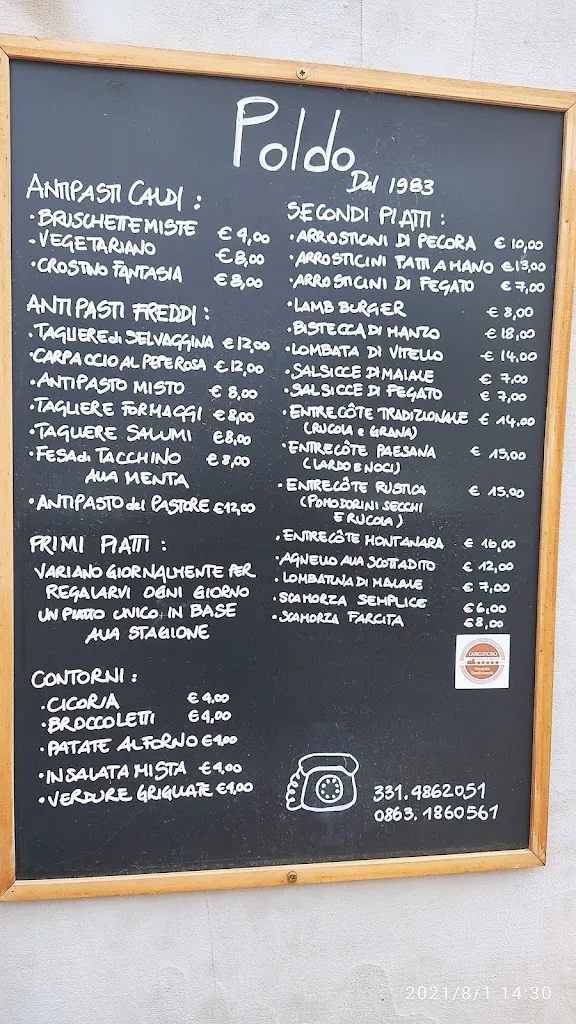 Poldo
Dal 1983
ANTIPASTI CALDI :
• BRUSCHETTE MISTE € 4,00
• VEGETARIANO € 8,00
• CROSTINO FANTASIA € 8,00
ANTIPASTI FREDDI :
• TAGLIERE di SELVAGGINA € 12,00
• CARPACCIO AL PEPE ROSA € 12,00
• ANTIPASTO MISTO € 8,00
• TAGLIERE FORMAGGI € 8,00
• TAGLIERE SALUMI € 8,00
• FESA di TACCHINO € 8,00
ALLA MENTA
• ANTIPASTO del PASTORE € 12,00
PRIMI PIATTI :
VARIANO GIORNALMENTE PER
REGALARVI OGNI GIORNO
UN PIATTO UNICO IN BASE
ALLA STAGIONE
CONTORNI :
• CICORIA € 4,00
• BROCCOLETTI € 4,00
• PATATE AL FORNO € 4,00
• INSALATA MISTA € 4,00
• VERDURE GRIGLIATE € 4,00
SECONDI PIATTI :
• ARROSTICINI DI PECORA € 10,00
• ARROSTICINI FATTI A MANO € 13,00
• ARROSTICINI DI FEGATO € 7,00
• LAMB BURGER € 8,00
• BISTECCA DI MANZO € 18,00
• LOMBATA DI VITELLO € 14,00
• SALSICCE DI MAIALE € 7,00
• SALSICCE DI FEGATO € 7,00
• ENTRECÔTE TRADIZIONALE € 14,00
(RUCOLA e GRANA)
• ENTRECÔTE PAESANA € 15,00
(LARDO E NOCI)
• ENTRECÔTE RUSTICA € 15,00
(POMODORINI SECCHI
E RUCOLA)
• ENTRECÔTE MONTANARA € 16,00
• AGNELLO ALLA SCOTTADITO € 12,00
• LOMBATINA DI MAIALE € 7,00
• SCAMORZA SEMPLICE € 6,00
• SCAMORZA FARCITA € 8,00
L'ARROSTICINO
331.4862051
0863.1860567
2021/8/1 14:30